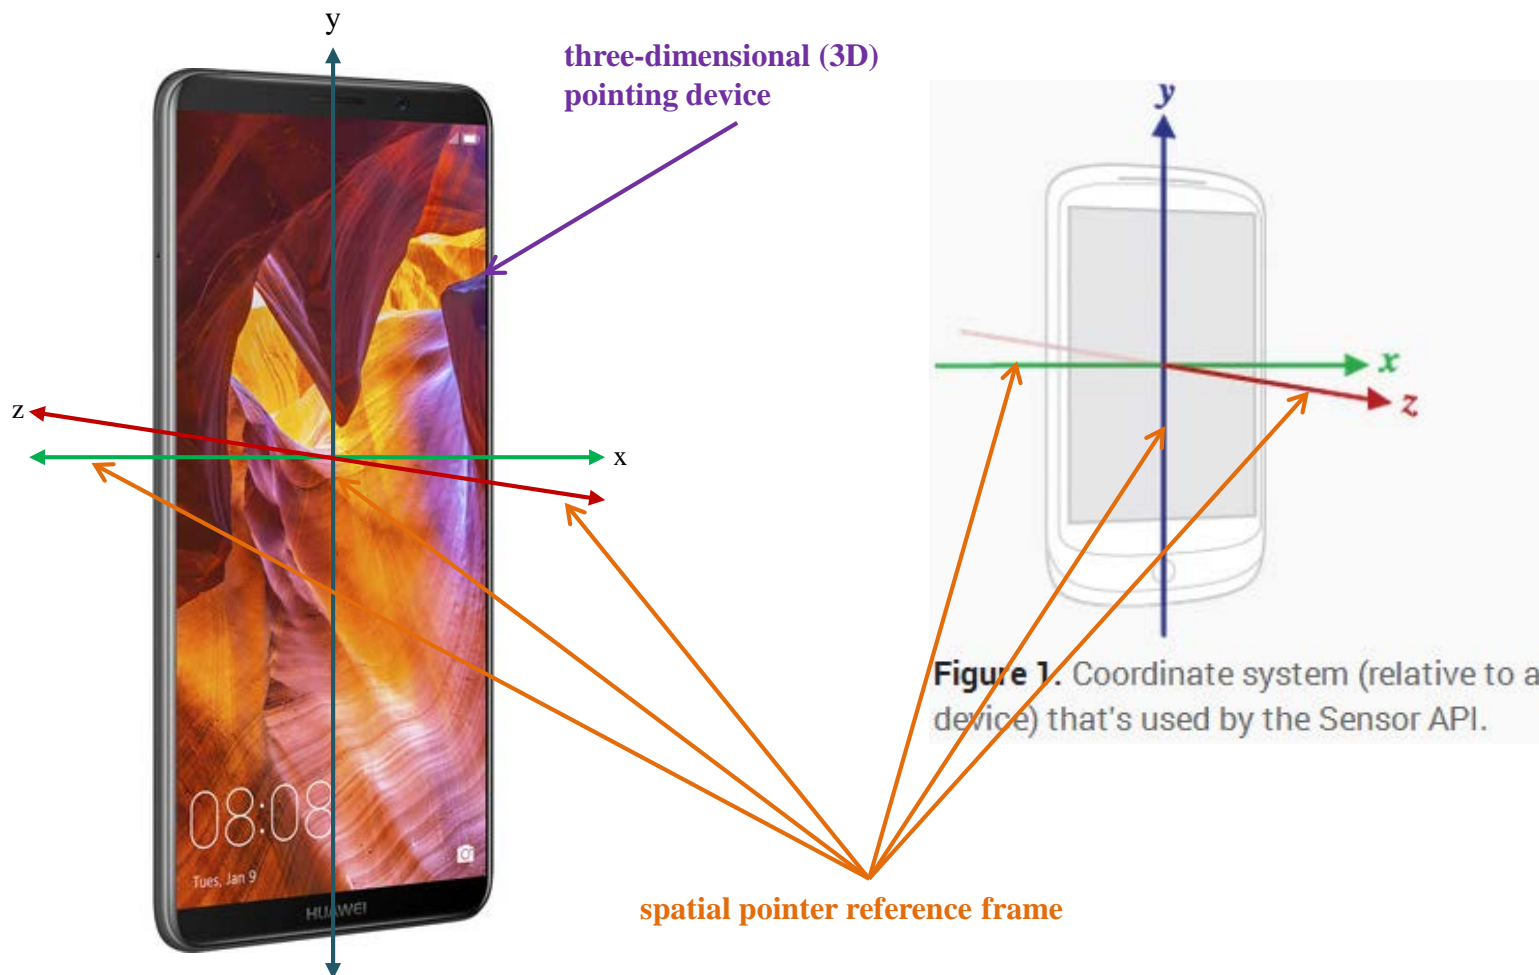 y
three-dimensional (3D)
pointing device
z
x
08:08
Tues, Jan 9
HUAWEI
y
x
z
Figure 1. Coordinate system (relative to a
device) that's used by the Sensor API.
spatial pointer reference frame